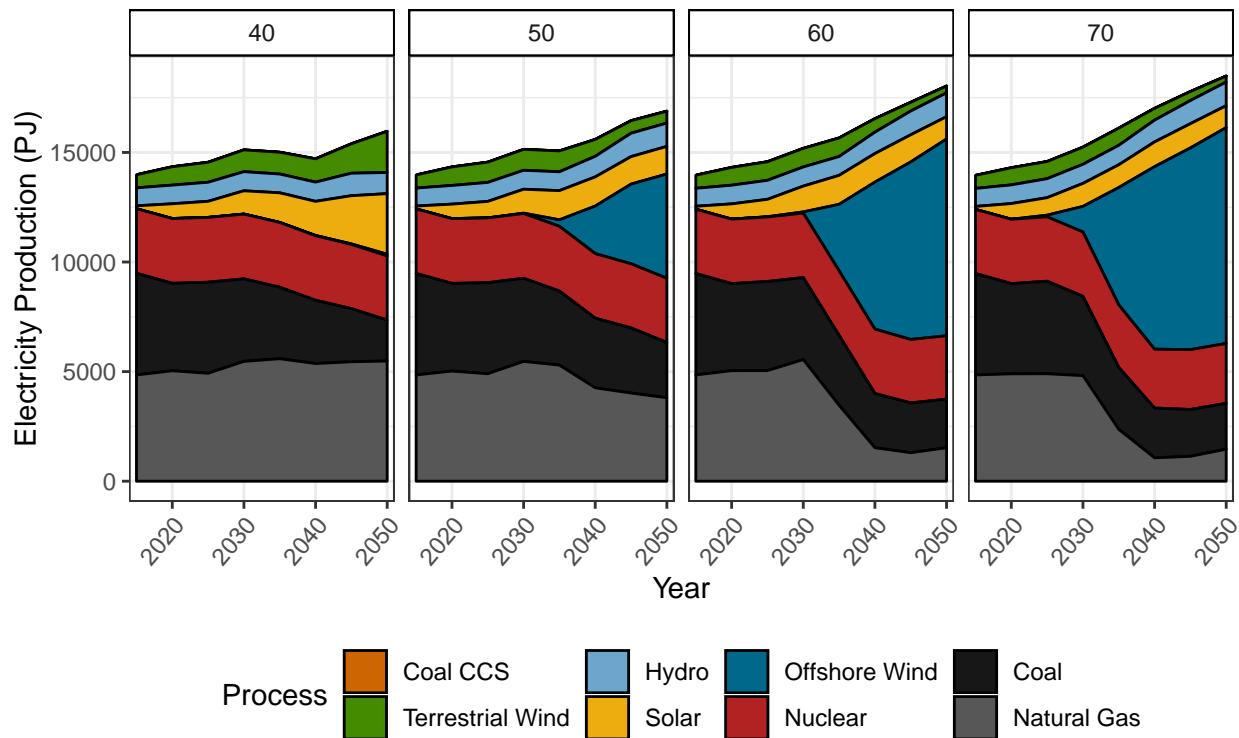 40 50 60 70
Electricity Production (PJ)
15000
10000
5000
0
2020 2030 2040 2050 2020 2030 2040 2050 2020 2030 2040 2050 2020 2030 2040 2050
Year
Process
Coal CCS Hydro Offshore Wind Coal
Terrestrial Wind Solar Nuclear Natural Gas